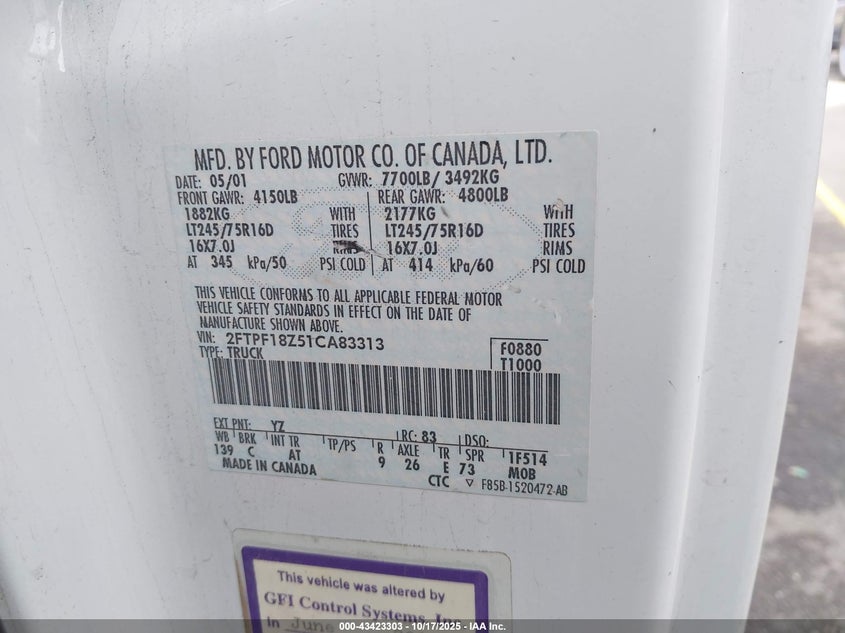 MFD. BY FORD MOTOR CO. OF CANADA, LTD.
DATE: 05/01 GVWR: 7700LB/ 3492KG
FRONT GAWR: 4150LB REAR GAWR: 4800LB
1882KG WITH 2177KG WITH
LT245/75R16D TIRES LT245/75R16D TIRES
16X7.0J RIMS 16X7.0J RIMS
AT 345 kPa/50 PSI COLD AT 414 kPa/60 PSI COLD
THIS VEHICLE CONFORMS TO ALL APPLICABLE FEDERAL MOTOR
VEHICLE SAFETY STANDARDS IN EFFECT ON THE DATE OF
MANUFACTURE SHOWN ABOVE.
VIN: 2FTPF18Z51CA83313
TYPE: TRUCK
F0880
T1000
EXT PNT: YZ RC: 83 DSO:
WB BRK INT TR TP/PS R AXLE TR SPR 1F514
139 C AT 9 26 E 73 MOB
MADE IN CANADA CTC ▽ F85B-1520472-AB
This vehicle was altered by
GFI Control Systems, Inc.
in June
000-43423303 - 10/17/2025 - IAA Inc.